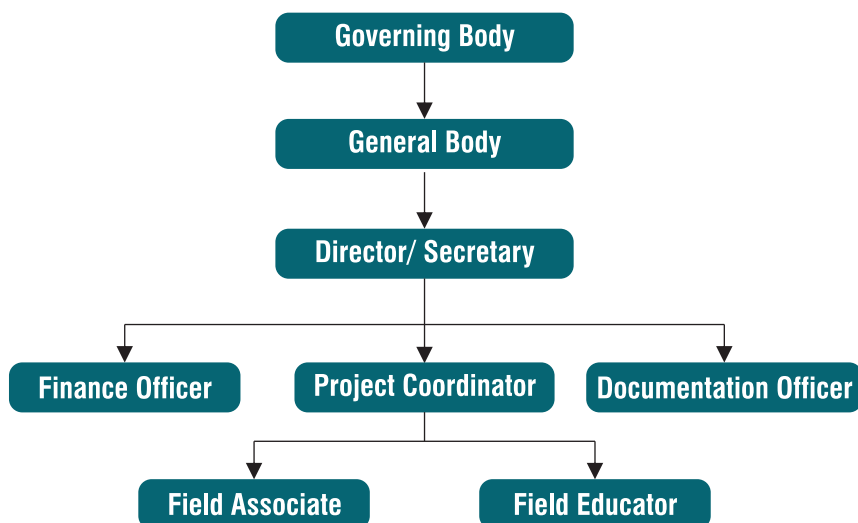 Governing Body
General Body
Director/ Secretary
Finance Officer
Project Coordinator
Documentation Officer
Field Associate
Field Educator